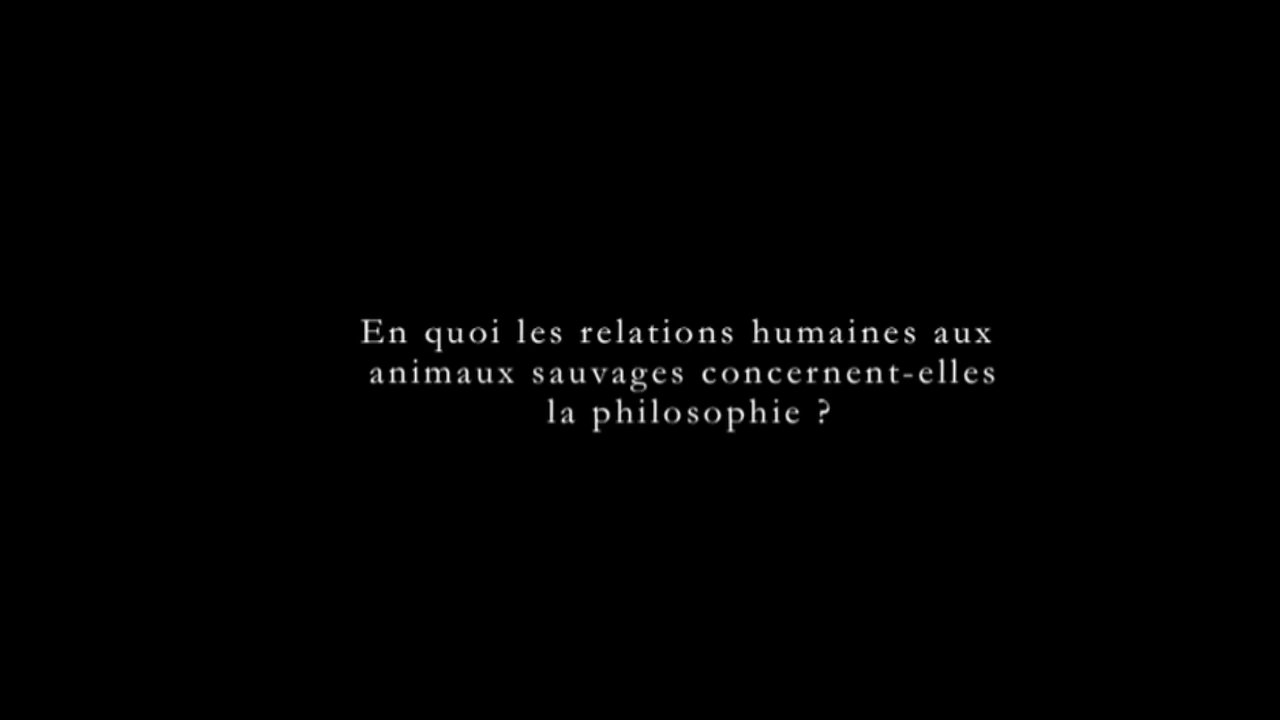 En quoi les relations humaines aux
animaux sauvages concernent-elles
la philosophie ?